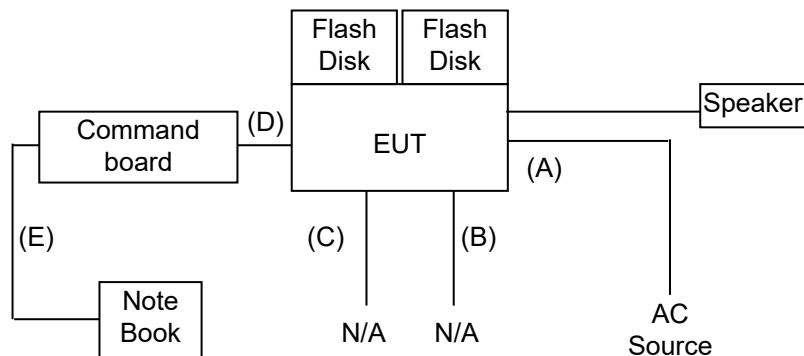 Flash
Disk
Flash
Disk
Speaker
Command
board
(D)
EUT
(A)
(E)
(C)
(B)
Note
Book
N/A
N/A
AC
Source